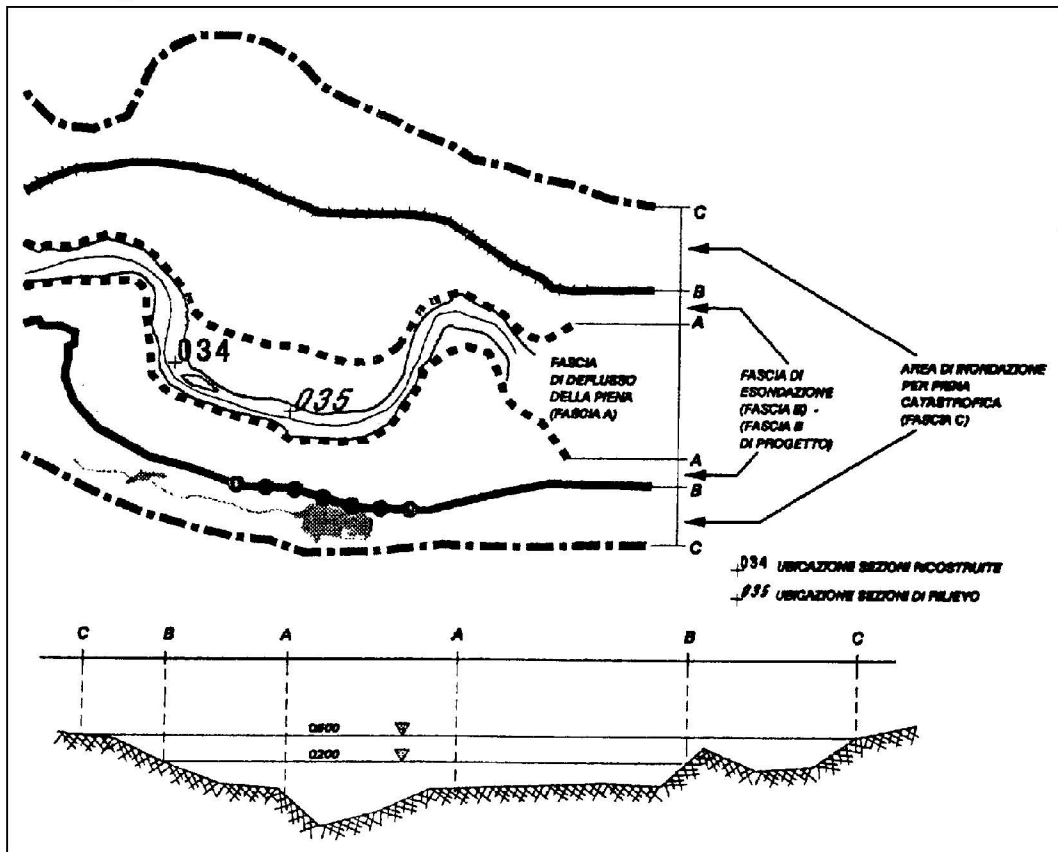 C
B
A
034
035
FASCIA
DI DEFLUSSO
DELLA PIENA
(FASCIA A)
FASCIA DI
ESONDAZIONE
(FASCIA B) -
(FASCIA B
DI PROGETTO)
AREA DI INONDAZIONE
PER PIENA
CATASTROFICA
(FASCIA C)
A
B
C
034 UBICAZIONE SEZIONI RICOSTRUITE
035 UBICAZIONE SEZIONI DI RILIEVO
C B A A B C
Q500
Q200